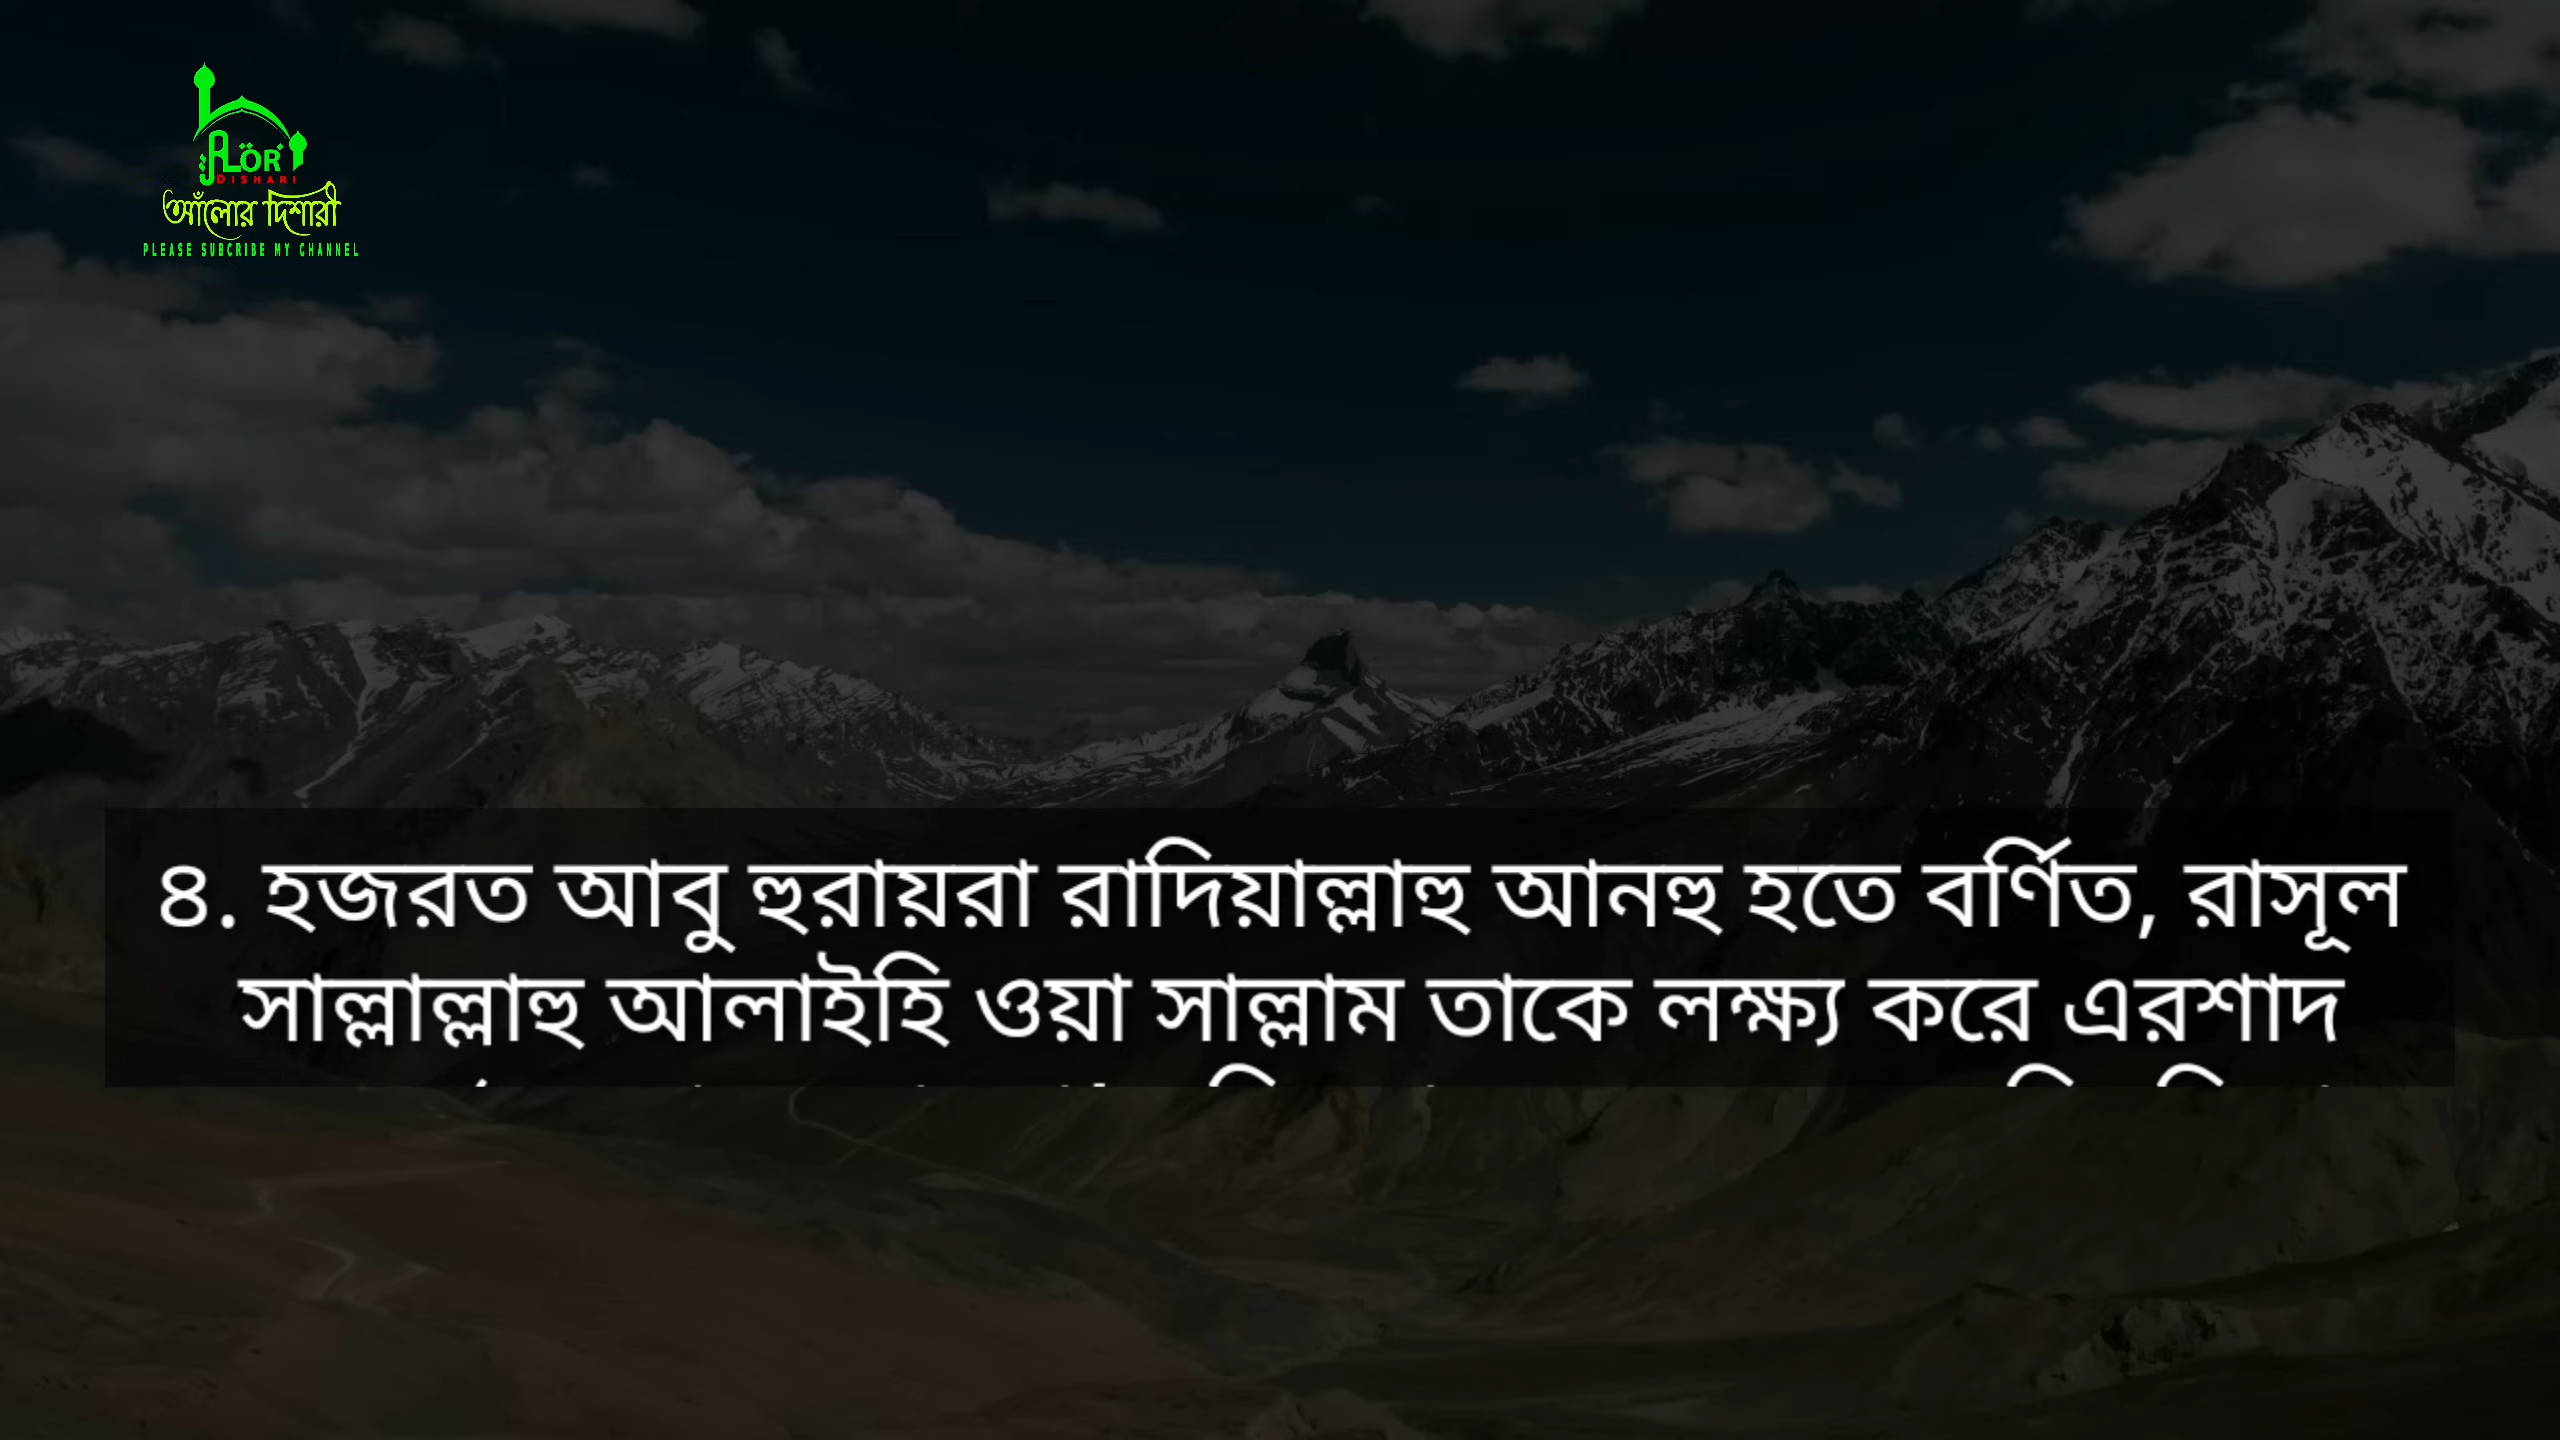 ALOR
DISHARI
আঁলোর দিশারী
PLEASE SUBCRIBE MY CHANNEL
৪. হজরত আবু হুরায়রা রাদিয়াল্লাহু আনহু হতে বর্ণিত, রাসূল
সাল্লাল্লাহু আলাইহি ওয়া সাল্লাম তাকে লক্ষ্য করে এরশাদ